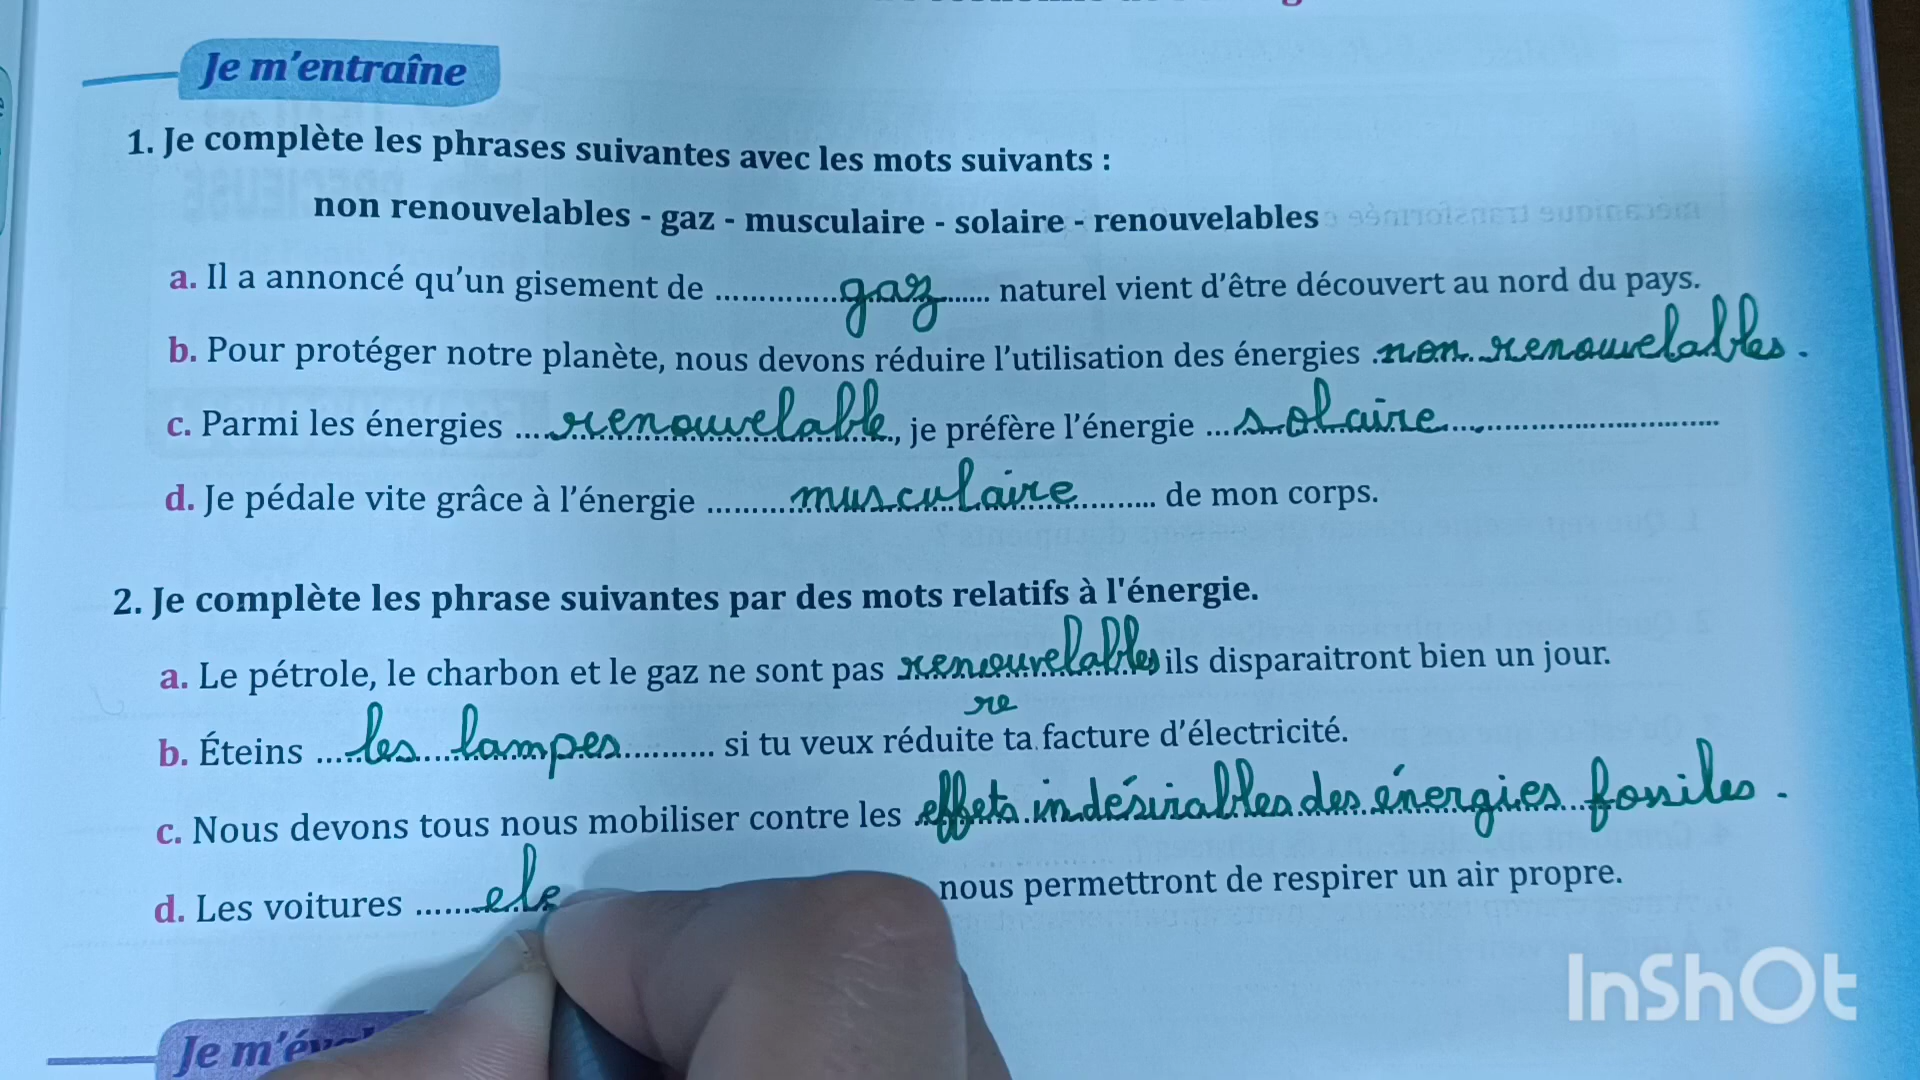 Je m'entraîne
1. Je complète les phrases suivantes avec les mots suivants :
non renouvelables - gaz - musculaire - solaire - renouvelables
a. Il a annoncé qu'un gisement de ..............gaz...... naturel vient d'être découvert au nord du pays.
b. Pour protéger notre planète, nous devons réduire l'utilisation des énergies .non renouvelables.
c. Parmi les énergies ....renouvelable., je préfère l'énergie ...solaire..............................
d. Je pédale vite grâce à l'énergie .........musculaire......... de mon corps.
2. Je complète les phrase suivantes par des mots relatifs à l'énergie.
a. Le pétrole, le charbon et le gaz ne sont pas renouvelables ils disparaitront bien un jour.
re
b. Éteins .....les lampes......... si tu veux réduite ta facture d'électricité.
c. Nous devons tous nous mobiliser contre les effets indésirables des énergies fossiles.
d. Les voitures .......ele nous permettront de respirer un air propre.
Je m'év
InShOt